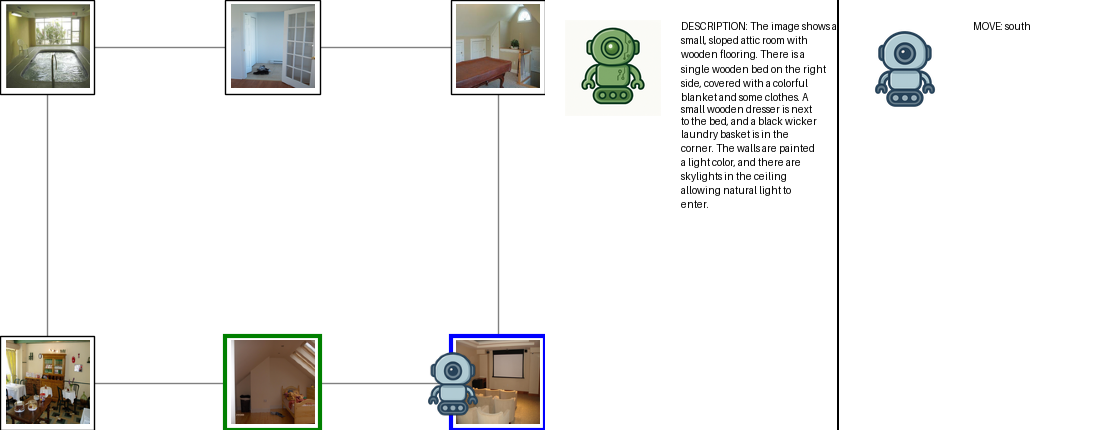 DESCRIPTION: The image shows a
small, sloped attic room with
wooden flooring. There is a
single wooden bed on the right
side, covered with a colorful
blanket and some clothes. A
small wooden dresser is next
to the bed, and a black wicker
laundry basket is in the
corner. The walls are painted
a light color, and there are
skylights in the ceiling
allowing natural light to
enter.
MOVE: south